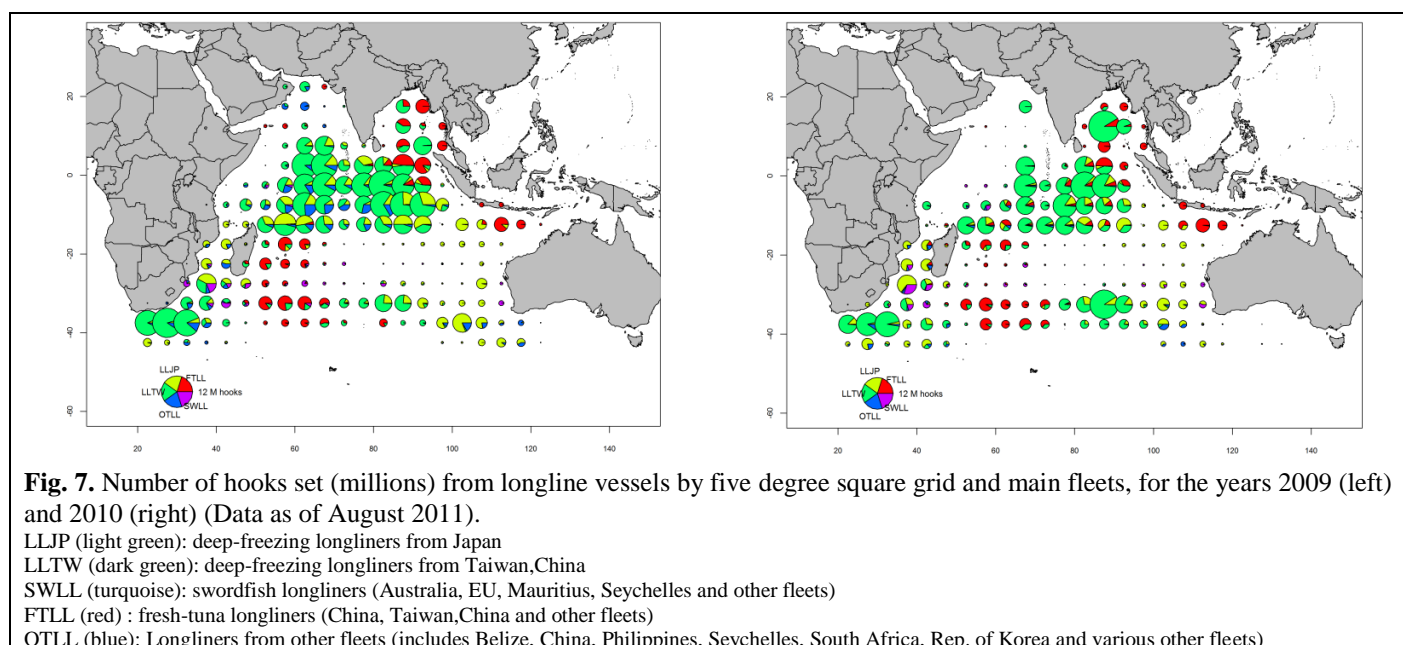 20
0
-20
-40
-60
LLJP
FTLL
LLTW
12 M hooks
SWLL
OTLL
20 40 60 80 100 120 140
20
0
-20
-40
-60
LLJP
FTLL
LLTW
12 M hooks
SWLL
OTLL
20 40 60 80 100 120 140
Fig. 7. Number of hooks set (millions) from longline vessels by five degree square grid and main fleets, for the years 2009 (left)
and 2010 (right) (Data as of August 2011).
LLJP (light green): deep-freezing longliners from Japan
LLTW (dark green): deep-freezing longliners from Taiwan,China
SWLL (turquoise): swordfish longliners (Australia, EU, Mauritius, Seychelles and other fleets)
FTLL (red) : fresh-tuna longliners (China, Taiwan,China and other fleets)
OTLL (blue): Longliners from other fleets (includes Belize, China, Philippines, Seychelles, South Africa, Rep. of Korea and various other fleets)